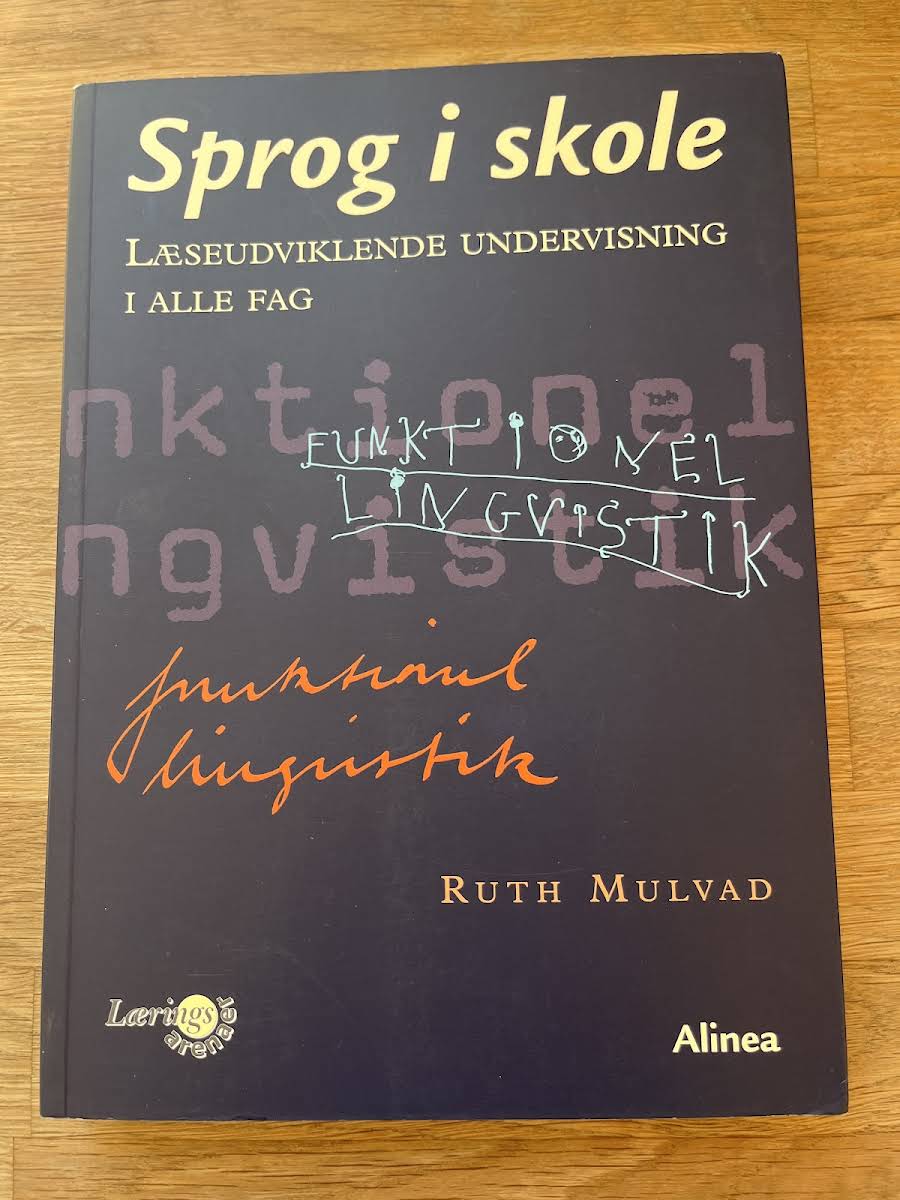 Sprog i skole
LÆSEUDVIKLENDE UNDERVISNING
I ALLE FAG
nktionel
FUNKTIONEL
ngvistik
LINGVISTIK
funktionel
lingvistik
RUTH MULVAD
Lærings
arenaer
Alinea